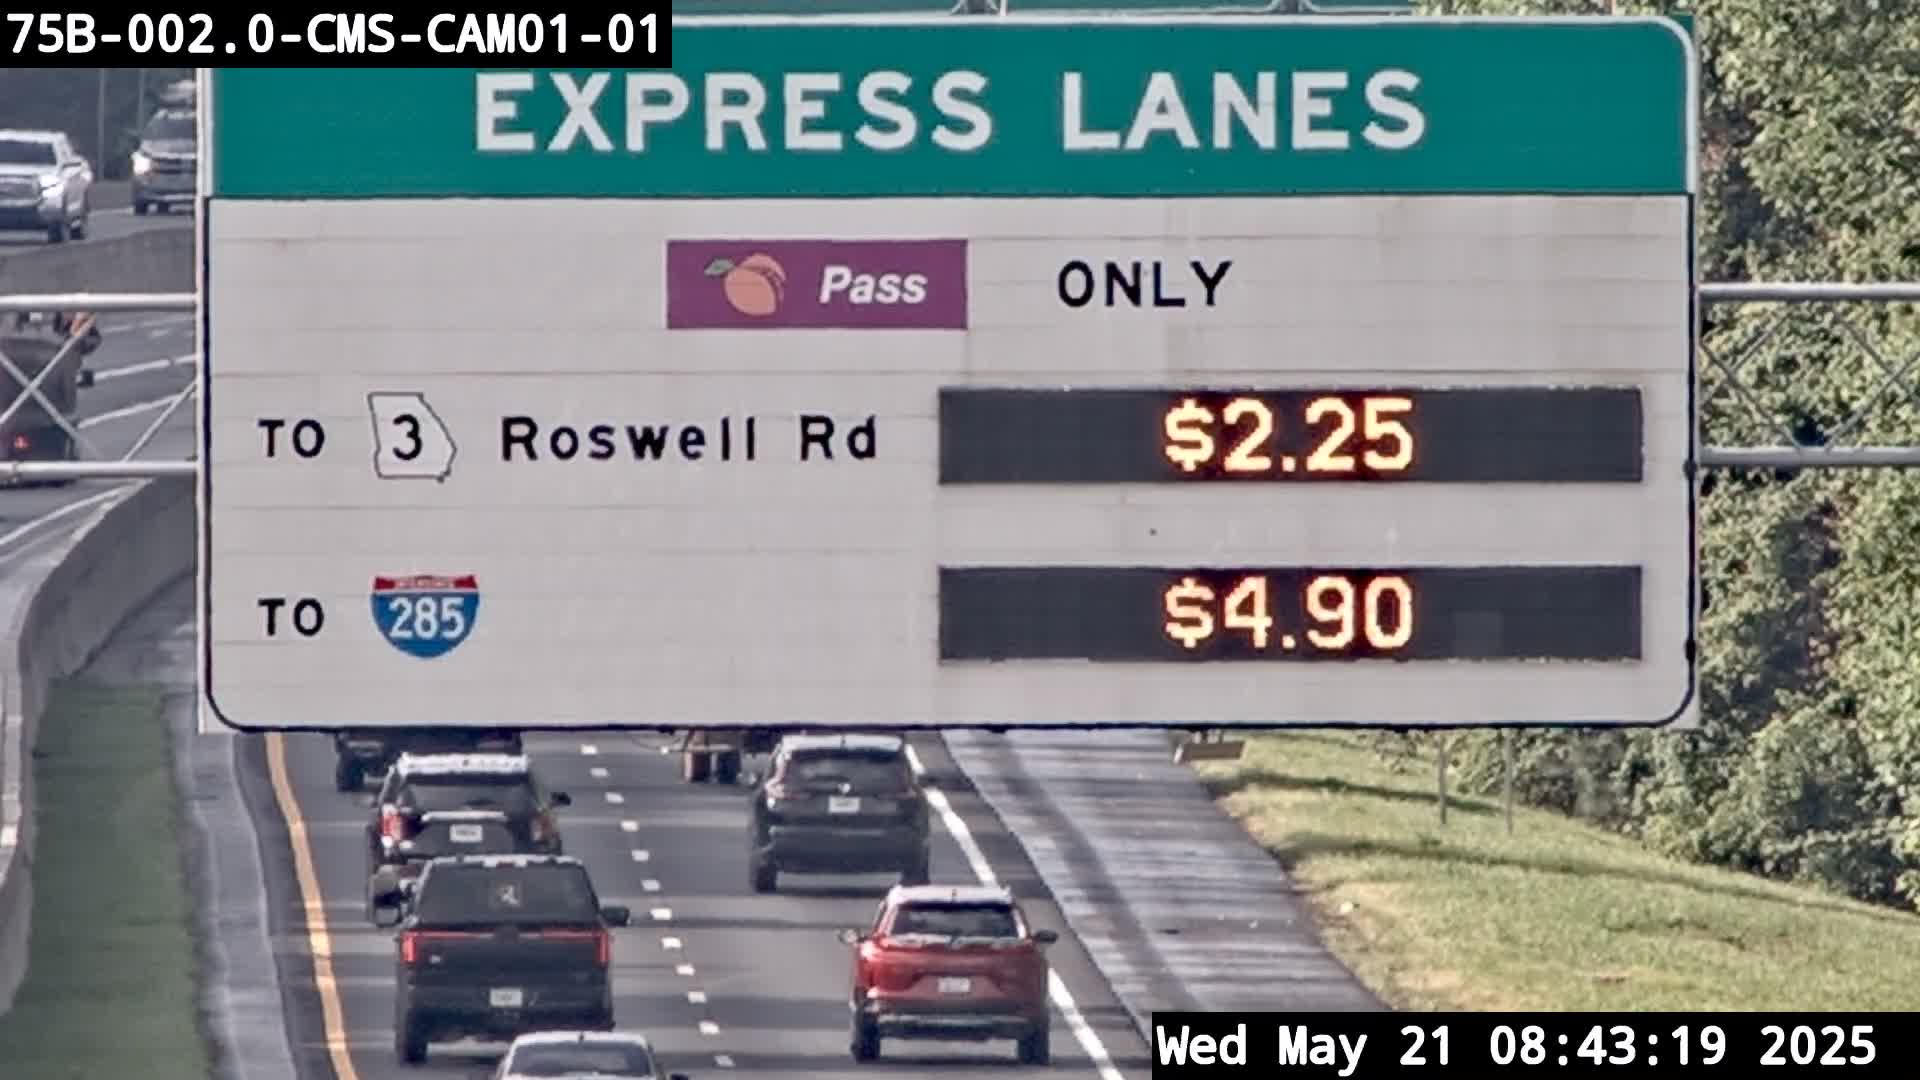 75B-002.0-CMS-CAM01-01
EXPRESS LANES
Pass ONLY
TO 3 Roswell Rd $2.25
INTERSTATE
TO 285 $4.90
Wed May 21 08:43:19 2025